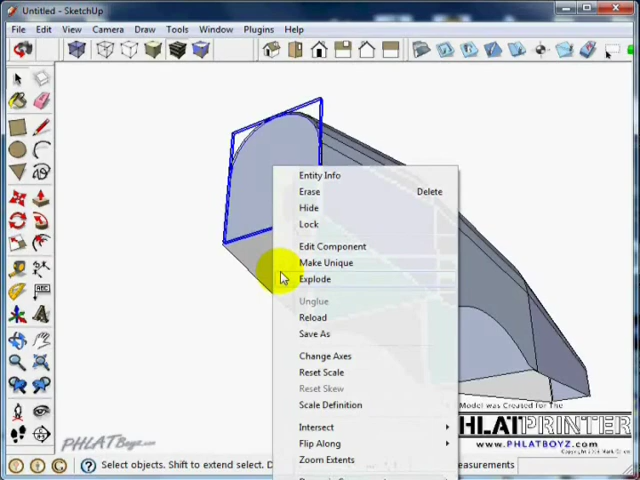 Untitled - SketchUp
File Edit View Camera Draw Tools Window Plugins Help
Entity Info
Erase Delete
Hide
Lock
Edit Component
Make Unique
Explode
Unglue
Reload
Save As
Change Axes
Reset Scale
Reset Skew
Scale Definition
Intersect
Flip Along
Zoom Extents
ABC
Model was Created for The
PHLATPRINTER
www.PHLATBOYZ.com
PHLATBoyz.com
Select objects. Shift to extend select. D
measurements